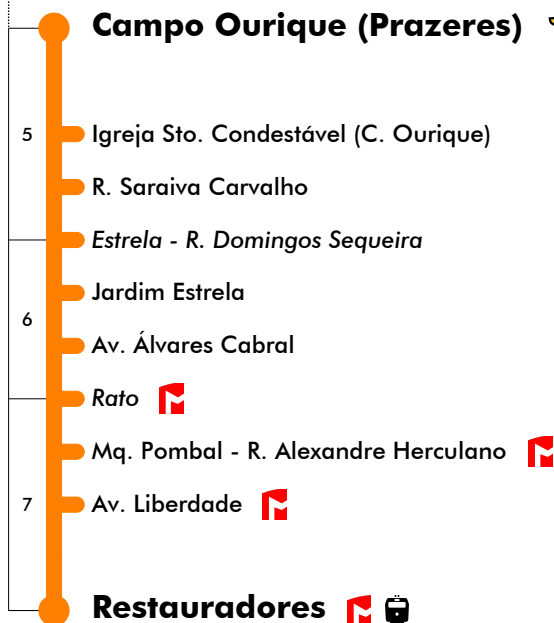 Campo Ourique (Prazeres)
5
Igreja Sto. Condestável (C. Ourique)
R. Saraiva Carvalho
Estrela - R. Domingos Sequeira
Jardim Estrela
6
Av. Álvares Cabral
Rato
Mq. Pombal - R. Alexandre Herculano
7
Av. Liberdade
Restauradores